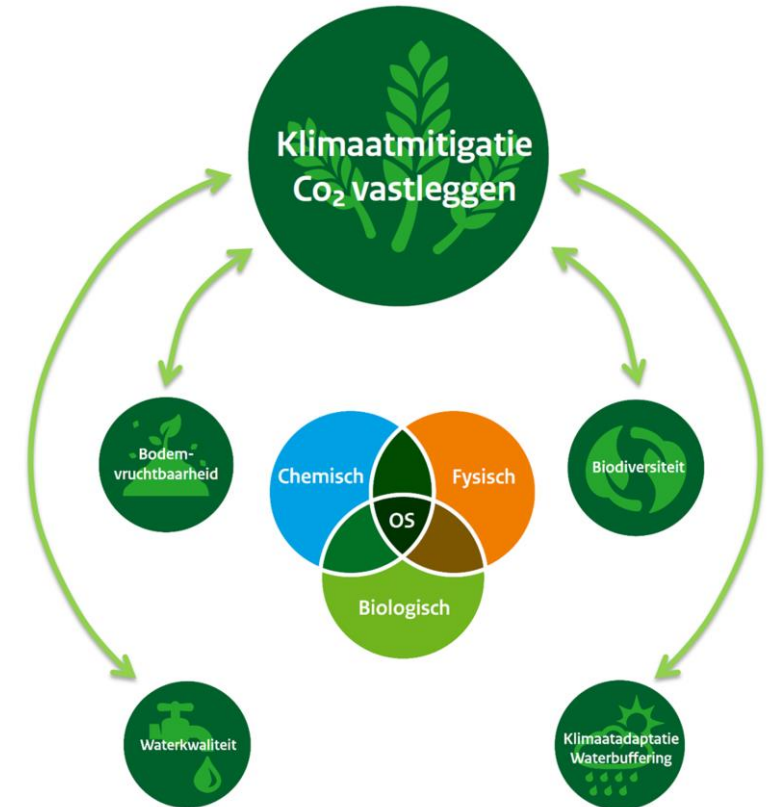 Klimaatmitigatie
Co₂ vastleggen
Bodem-
vruchtbaarheid
Chemisch
Fysisch
OS
Biologisch
Biodiversiteit
Waterkwaliteit
Klimaatadaptatie
Waterbuffering